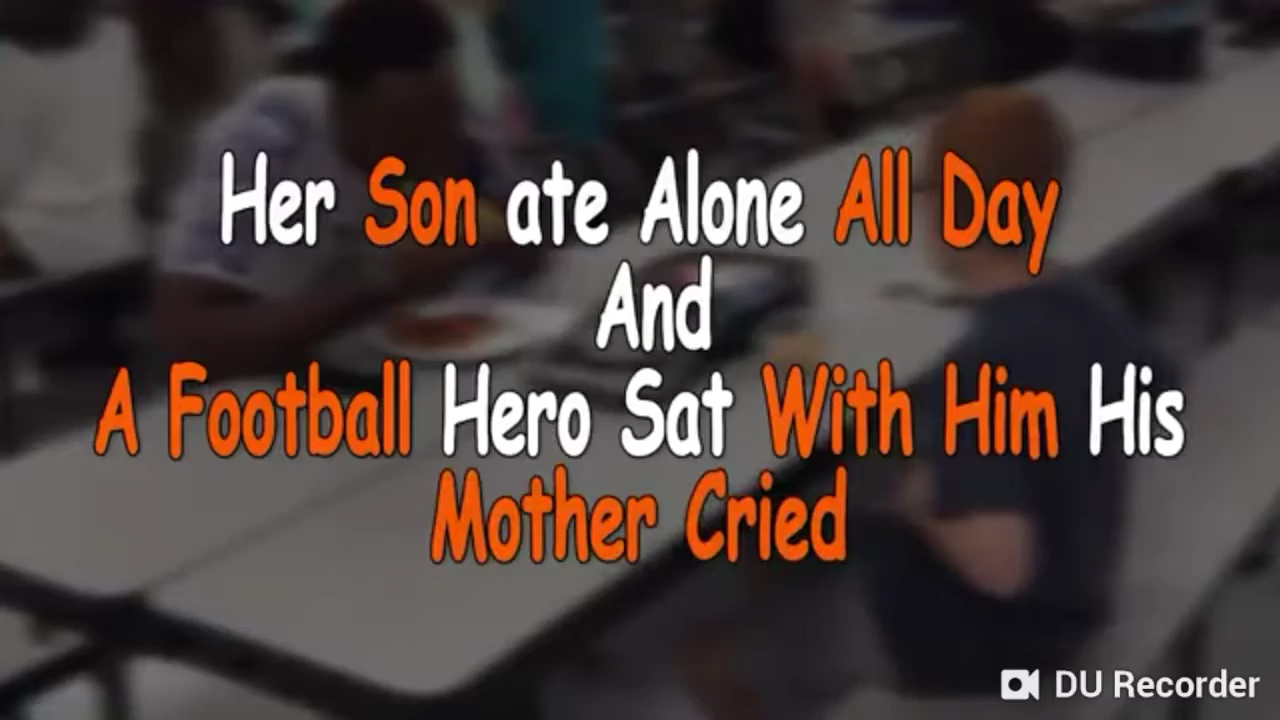 Her Son ate Alone All Day
And
A Football Hero Sat With Him His
Mother Cried
DU Recorder